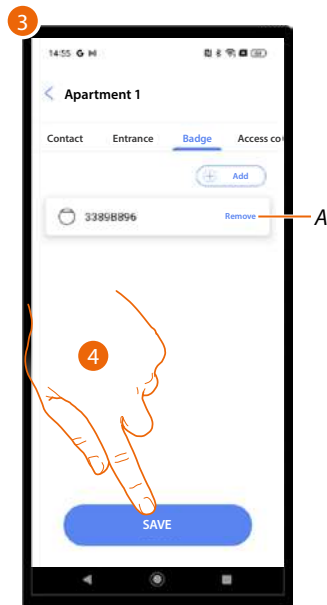 3
14:55 G
Apartment 1
Contact Entrance Badge Access co
Add
3389B896 Remove A
4
SAVE